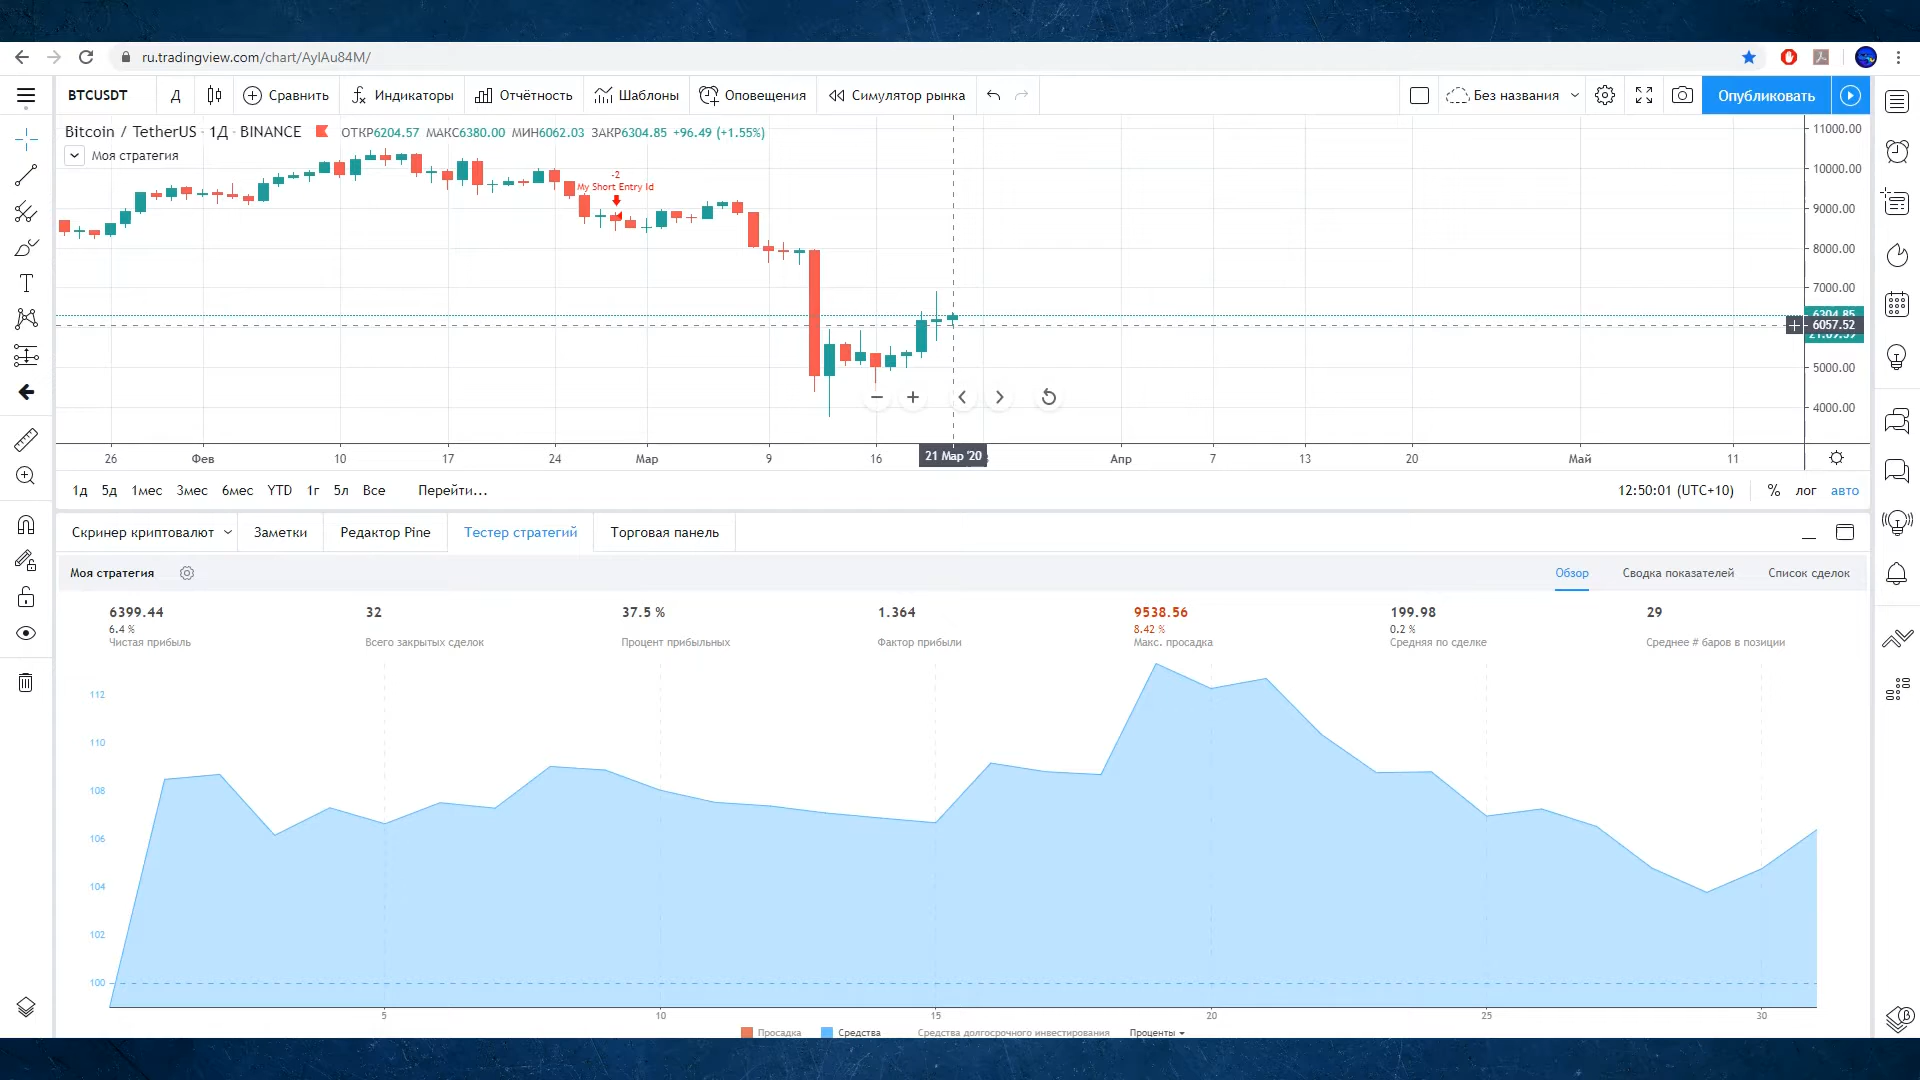 ru.tradingview.com/chart/AyIAu84M/
BTCUSDT Д Сравнить Индикаторы Отчётность Шаблоны Оповещения Симулятор рынка Без названия Опубликовать
Bitcoin / TetherUS · 1Д · BINANCE ОТКР6204.57 МАКС6380.00 МИН6062.03 ЗАКР6304.85 +96.49 (+1.55%)
Моя стратегия
-2
My Short Entry Id
11000.00
10000.00
9000.00
8000.00
7000.00
6304.85
6057.52
5000.00
4000.00
26 Фев 10 17 24 Мар 9 16 21 Мар '20 Апр 7 13 20 Май 11
1д 5д 1мес 3мес 6мес YTD 1г 5л Все Перейти... 12:50:01 (UTC+10) % лог авто
Скринер криптовалют Заметки Редактор Pine Тестер стратегий Торговая панель
Моя стратегия Обзор Сводка показателей Список сделок
6399.44 32 37.5 % 1.364 9538.56 199.98 29
6.4 % 8.42 % 0.2 %
Чистая прибыль Всего закрытых сделок Процент прибыльных Фактор прибыли Макс. просадка Средняя по сделке Среднее # баров в позиции
112
110
108
106
104
102
100
5 10 15 20 25 30
Просадка Средства Средства долгосрочного инвестирования Проценты